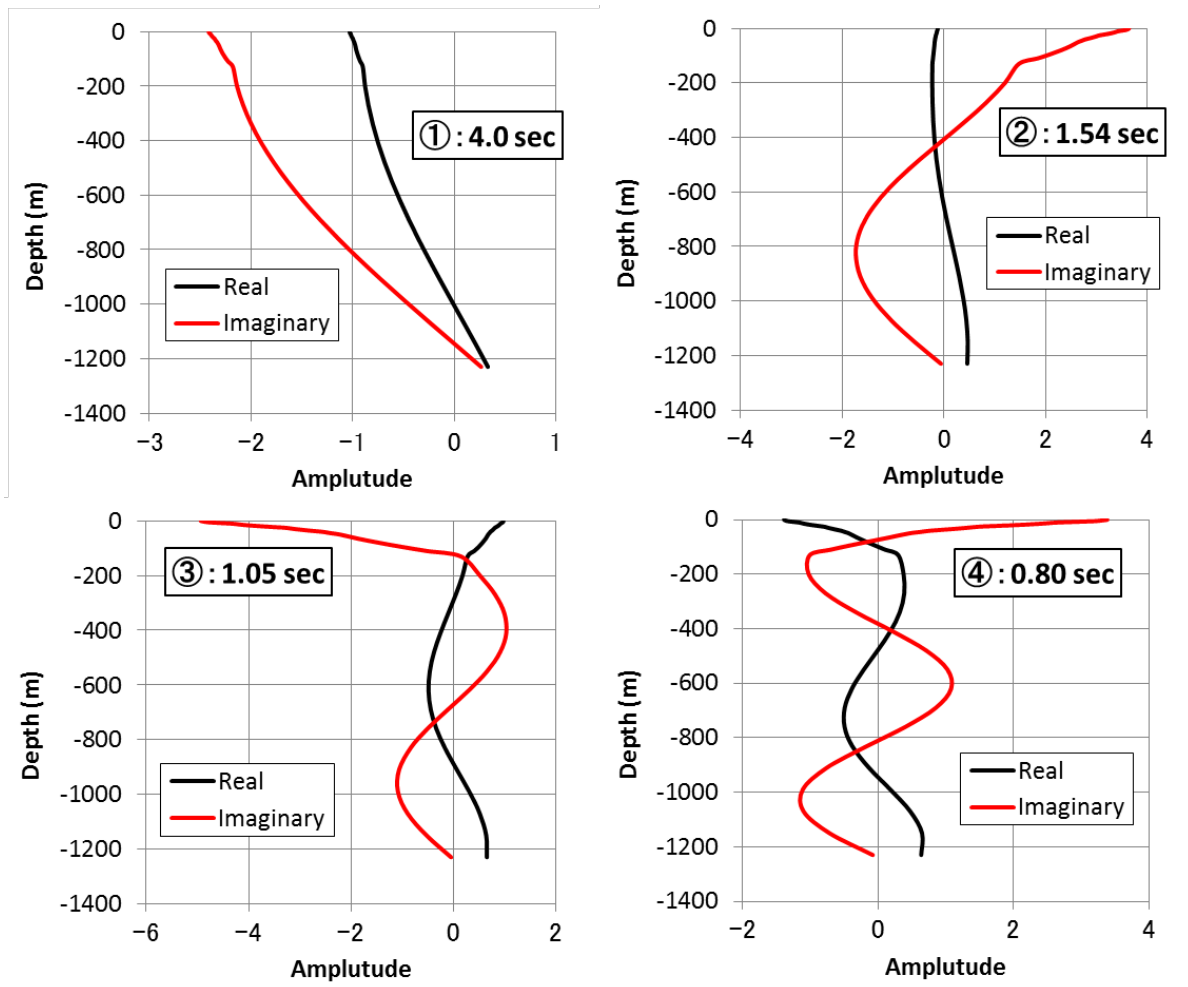 0
-200
-400
-600
-800
-1000
-1200
-1400
Depth (m)
① : 4.0 sec
Real
Imaginary
−3
−2
−1
0
1
Amplutude
0
-200
-400
-600
-800
-1000
-1200
-1400
Depth (m)
② : 1.54 sec
Real
Imaginary
−4
−2
0
2
4
Amplutude
0
-200
-400
-600
-800
-1000
-1200
-1400
Depth (m)
③ : 1.05 sec
Real
Imaginary
−6
−4
−2
0
2
Amplutude
0
-200
-400
-600
-800
-1000
-1200
-1400
Depth (m)
④ : 0.80 sec
Real
Imaginary
−2
0
2
4
Amplutude